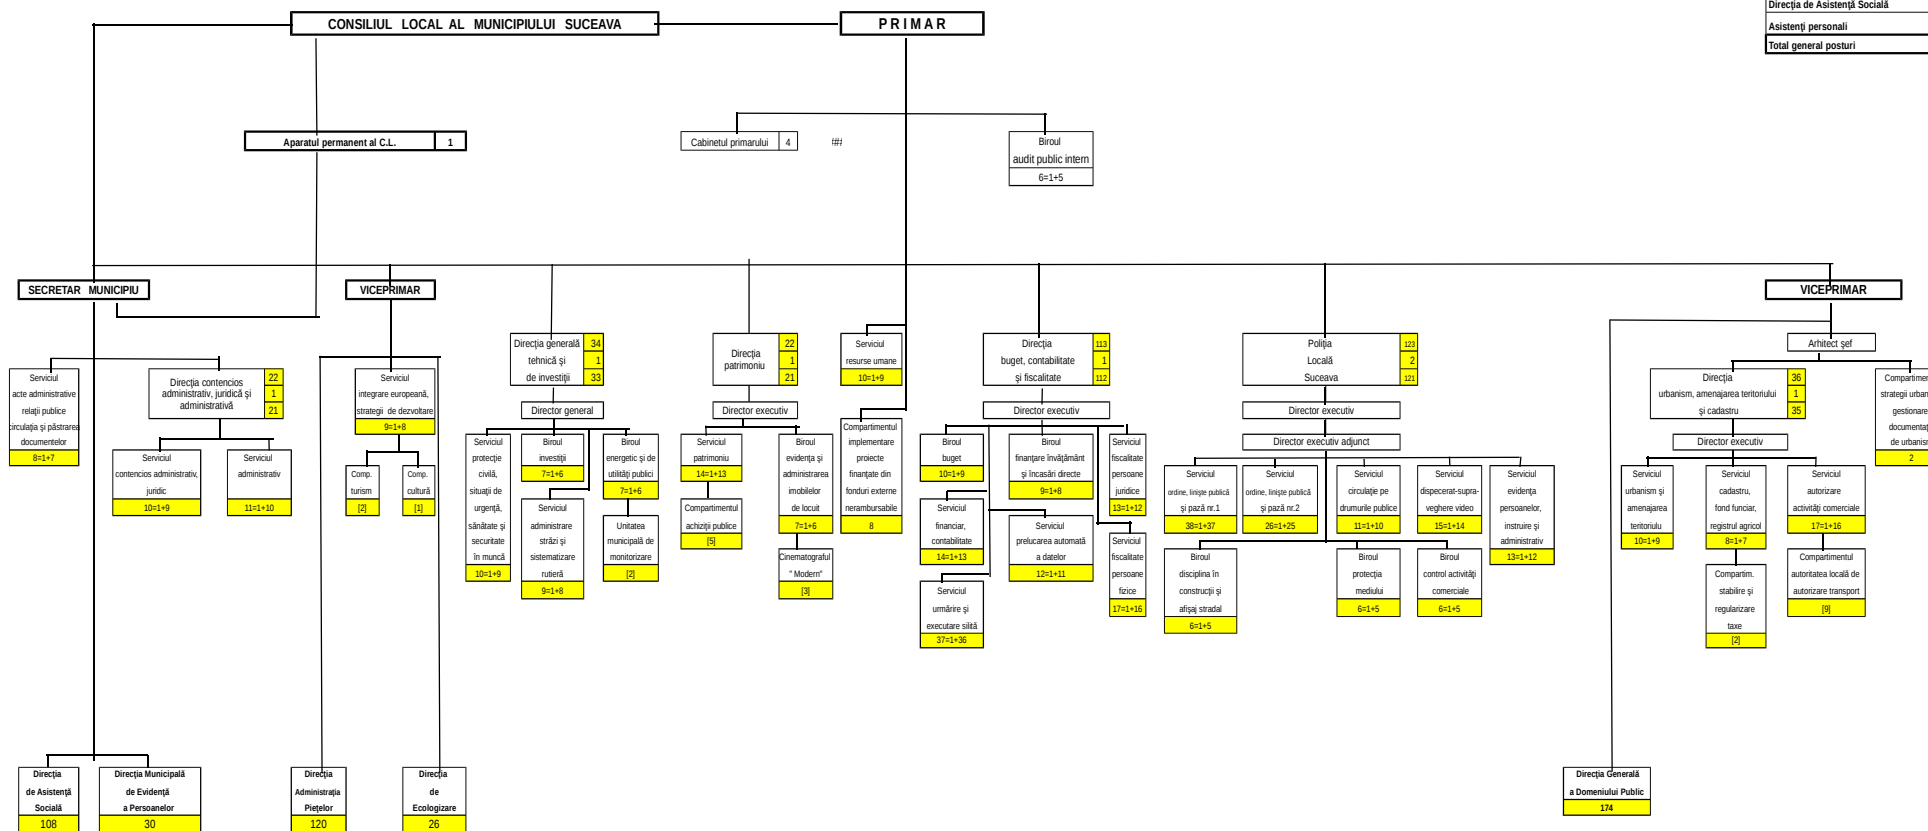 Direcţia de Asistenţă Socială
Asistenţi personali
Total general posturi
CONSILIUL LOCAL AL MUNICIPIULUI SUCEAVA
PRIMAR
Aparatul permanent al C.L. 1
Cabinetul primarului 4
##
Biroul
audit public intern
6=1+5
SECRETAR MUNICIPIU
VICEPRIMAR
VICEPRIMAR
Serviciul
acte administrative
relaţii publice
circulaţia şi păstrarea
documentelor
8=1+7
Direcţia contencios
administrativ, juridică şi
administrativă
22
1
21
Serviciul
contencios administrativ,
juridic
10=1+9
Serviciul
administrativ
11=1+10
Serviciul
integrare europeană,
strategii de dezvoltare
9=1+8
Comp.
turism
[2]
Comp.
cultură
[1]
Direcţia generală 34
tehnică şi 1
de investiţii 33
Director general
Serviciul
protecţie
civilă,
situaţii de
urgenţă,
sănătate şi
securitate
în muncă
10=1+9
Biroul
investiţii
7=1+6
Serviciul
administrare
străzi şi
sistematizare
rutieră
9=1+8
Biroul
energetic şi de
utilităţi publici
7=1+6
Unitatea
municipală de
monitorizare
[2]
Direcţia
patrimoniu
22
1
21
Director executiv
Serviciul
patrimoniu
14=1+13
Compartimentul
achiziţii publice
[5]
Biroul
evidenţa şi
administrarea
imobilelor
de locuit
7=1+6
Cinematograful
" Modern"
[3]
Serviciul
resurse umane
10=1+9
Compartimentul
implementare
proiecte
finanţate din
fonduri externe
nerambursabile
8
Direcţia 113
buget, contabilitate 1
şi fiscalitate 112
Director executiv
Biroul
buget
10=1+9
Serviciul
financiar,
contabilitate
14=1+13
Serviciul
urmărire şi
executare silită
37=1+36
Biroul
finanţare învăţământ
şi încasări directe
9=1+8
Serviciul
prelucarea automată
a datelor
12=1+11
Serviciul
fiscalitate
persoane
juridice
13=1+12
Serviciul
fiscalitate
persoane
fizice
17=1+16
Poliţia 123
Locală 2
Suceava 121
Director executiv
Director executiv adjunct
Serviciul
ordine, linişte publică
şi pază nr.1
38=1+37
Serviciul
ordine, linişte publică
şi pază nr.2
26=1+25
Serviciul
circulaţie pe
drumurile publice
11=1+10
Serviciul
dispecerat-supra-
veghere video
15=1+14
Serviciul
evidenţa
persoanelor,
instruire şi
administrativ
13=1+12
Biroul
disciplina în
construcţii şi
afişaj stradal
6=1+5
Biroul
protecţia
mediului
6=1+5
Biroul
control activităţi
comerciale
6=1+5
Arhitect şef
Direcţia 36
urbanism, amenajarea teritoriului 1
şi cadastru 35
Director executiv
Serviciul
urbanism şi
amenajarea
teritoriulu
10=1+9
Serviciul
cadastru,
fond funciar,
registrul agricol
8=1+7
Compartim.
stabilire şi
regularizare
taxe
[2]
Serviciul
autorizare
activităţi comerciale
17=1+16
Compartimentul
autoritatea locală de
autorizare transport
[9]
Compartimen
strategii urban
gestionare
documentaţ
de urbanism
2
Direcţia
de Asistenţă
Socială
108
Direcţia Municipală
de Evidenţă
a Persoanelor
30
Direcţia
Administraţia
Pieţelor
120
Direcţia
de
Ecologizare
26
Direcţia Generală
a Domeniului Public
174